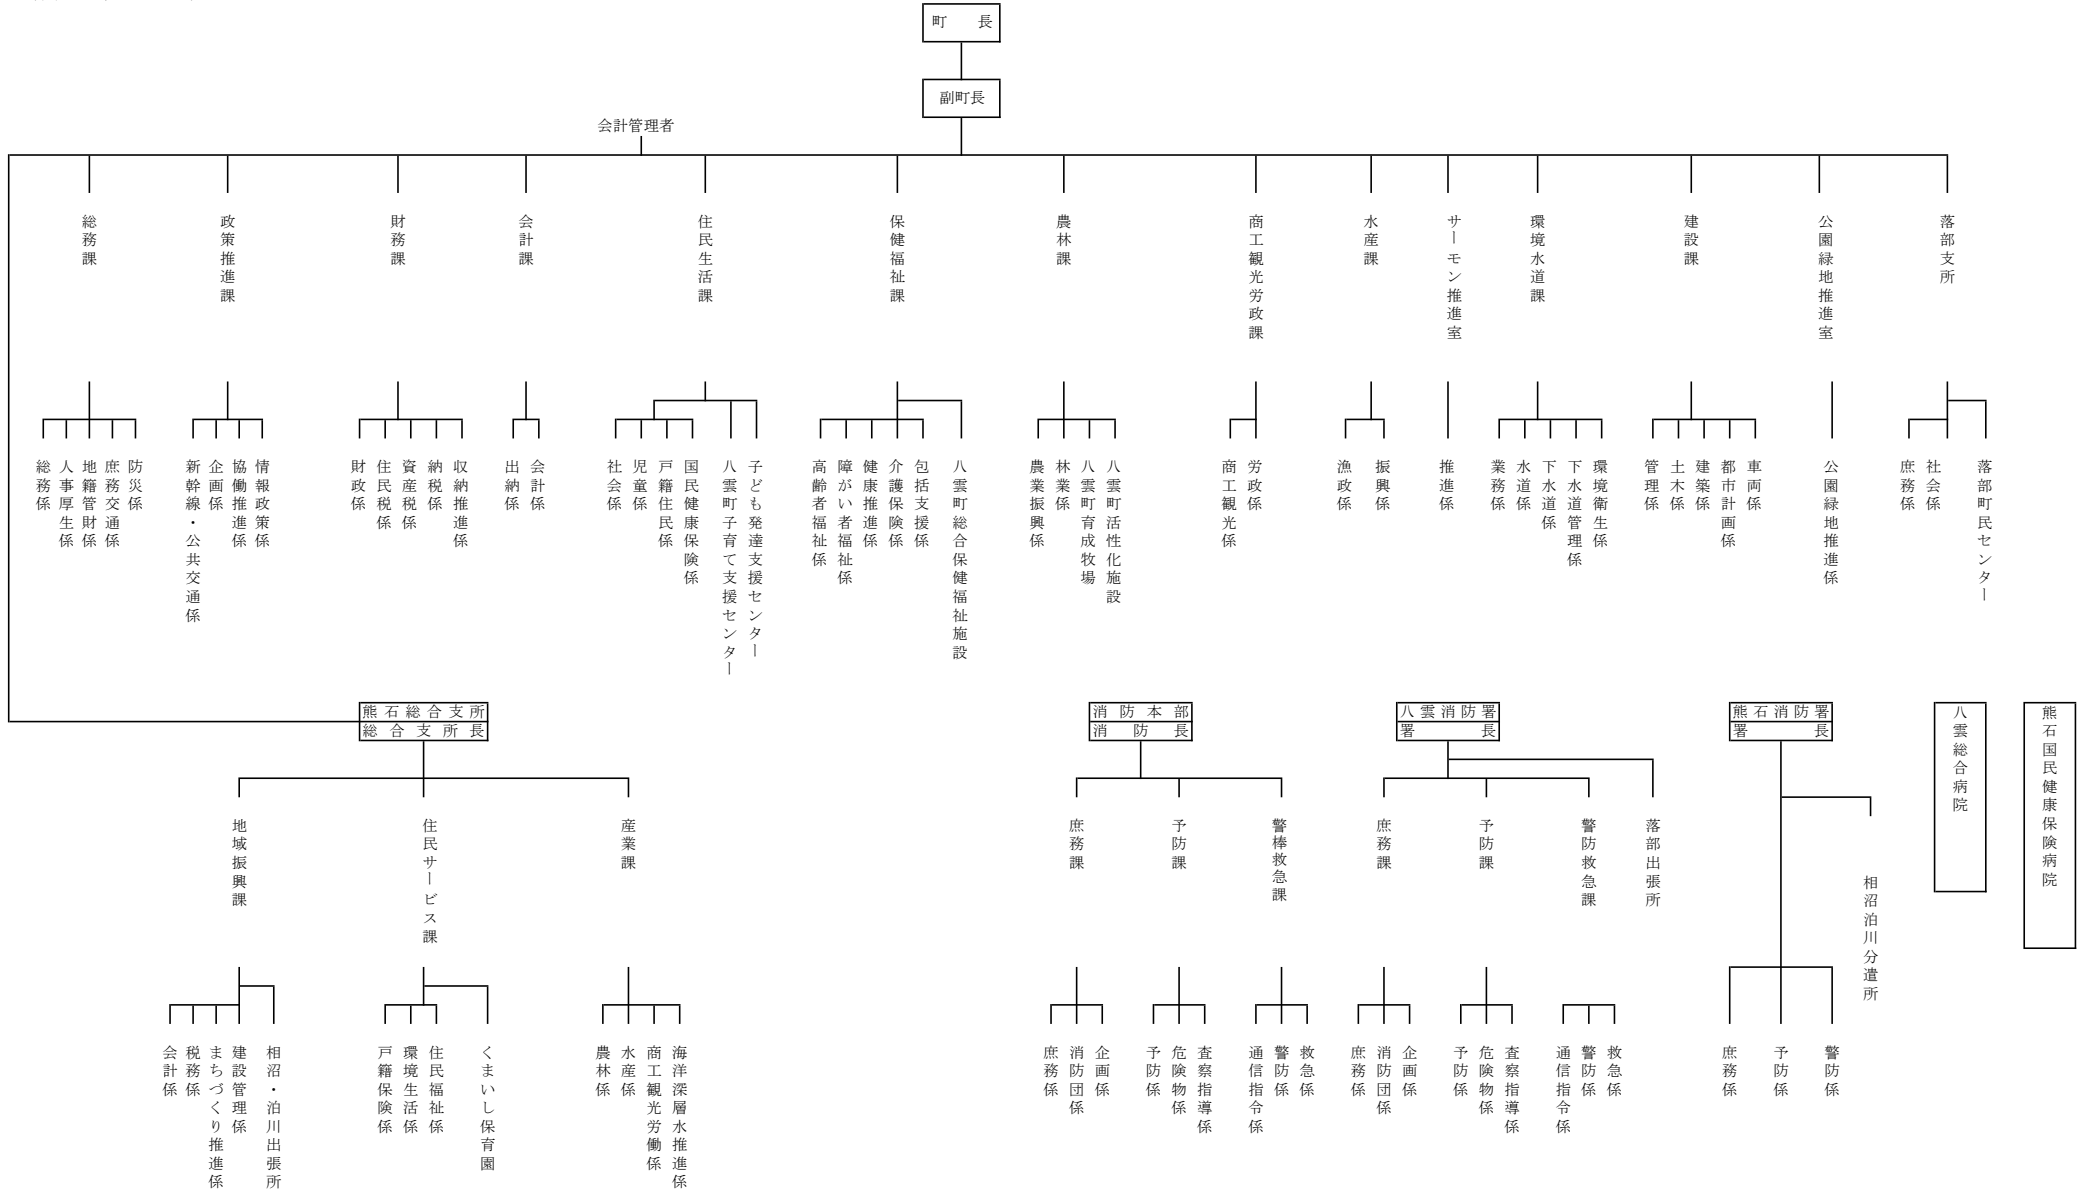 町長
副町長
会計管理者
総務課
政策推進課
財務課
会計課
住民生活課
保健福祉課
農林課
商工観光労政課
水産課
サーモン推進室
環境水道課
建設課
公園緑地推進室
落部支所
総務係
人事厚生係
地籍管財係
庶務交通係
防災係
新幹線・公共交通係
企画係
協働推進係
情報政策係
財政係
住民税係
資産税係
納税係
収納推進係
出納係
会計係
社会係
児童係
戸籍住民係
国民健康保険係
八雲町子育て支援センター
子ども発達支援センター
高齢者福祉係
障がい者福祉係
健康推進係
介護保険係
包括支援係
八雲町総合保健福祉施設
農業振興係
林業係
八雲町育成牧場
八雲町活性化施設
商工観光係
労政係
漁政係
振興係
推進係
業務係
水道係
下水道係
下水道管理係
環境衛生係
管理係
土木係
建築係
都市計画係
車両係
公園緑地推進係
庶務係
社会係
落部町民センター
熊石総合支所
総合支所長
消防本部
消防長
八雲消防署
署長
熊石消防署
署長
八雲総合病院
熊石国民健康保険病院
地域振興課
住民サービス課
産業課
庶務課
予防課
警棒救急課
庶務課
予防課
警防救急課
落部出張所
相沼泊川分遣所
会計係
税務係
まちづくり推進係
建設管理係
相沼・泊川出張所
戸籍保険係
環境生活係
住民福祉係
くまいし保育園
農林係
水産係
商工観光労働係
海洋深層水推進係
庶務係
消防団係
企画係
予防係
危険物係
査察指導係
通信指令係
警防係
救急係
庶務係
消防団係
企画係
予防係
危険物係
査察指導係
通信指令係
警防係
救急係
庶務係
予防係
警防係